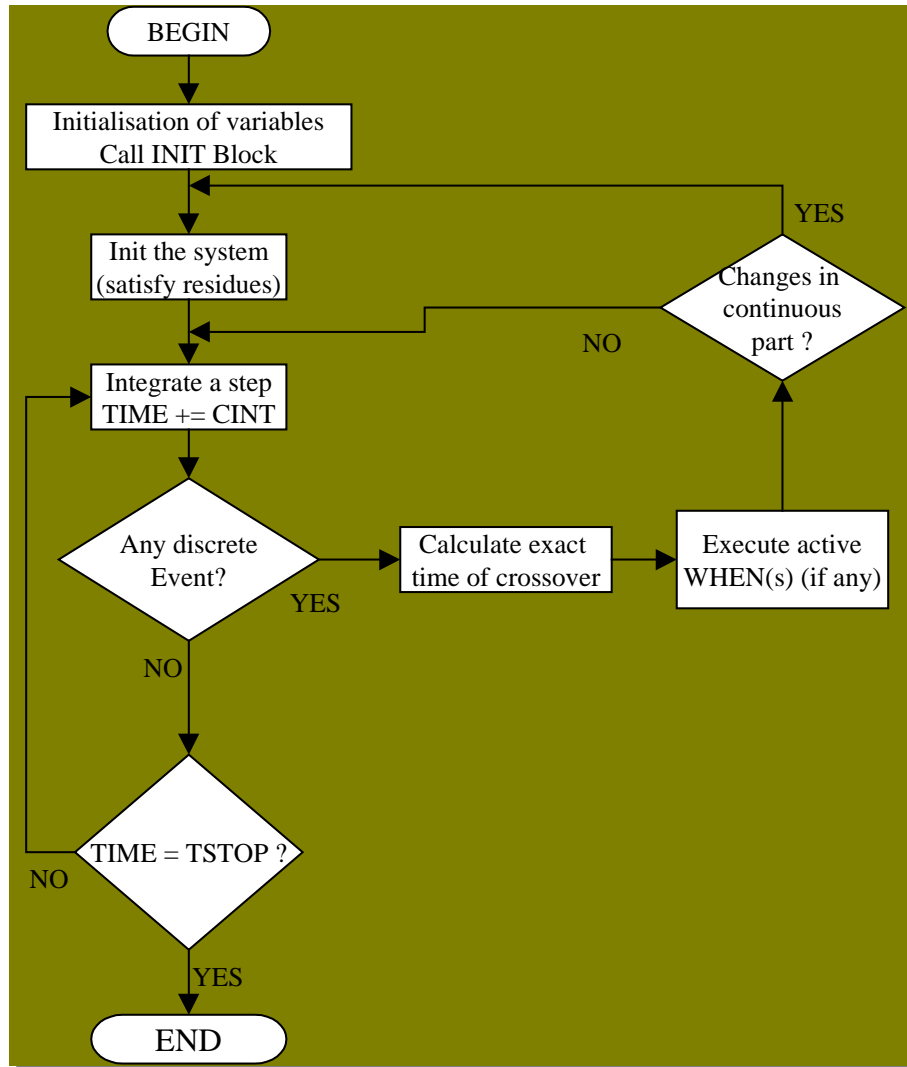 BEGIN
Initialisation of variables
Call INIT Block
YES
Init the system
(satisfy residues)
Changes in
continuous
part ?
NO
Integrate a step
TIME += CINT
Any discrete
Event?
YES
Calculate exact
time of crossover
Execute active
WHEN(s) (if any)
NO
TIME = TSTOP ?
NO
YES
END